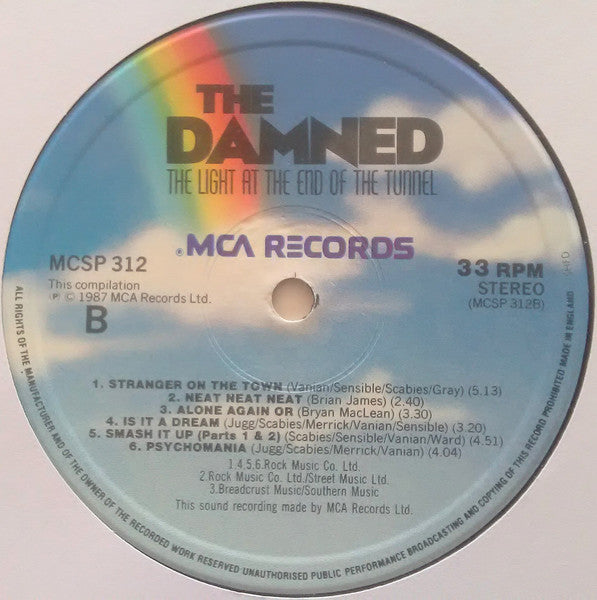 THE
DAMNED
THE LIGHT AT THE END OF THE TUNNEL
® MCA RECORDS
MCSP 312
This compilation
Ⓟ © 1987 MCA Records Ltd.
B
33 RPM
STEREO
(MCSP 312B)
1. STRANGER ON THE TOWN (Vanian/Sensible/Scabies/Gray) (5.13
2. NEAT NEAT NEAT (Brian James) (2.40)
3. ALONE AGAIN OR (Bryan MacLean) (3.30)
4. IS IT A DREAM (Jugg/Scabies/Merrick/Vanian/Sensible) (3.20)
5. SMASH IT UP (Parts 1 & 2) (Scabies/Sensible/Vanian/Ward) (4.51)
6. PSYCHOMANIA (Jugg/Scabies/Merrick/Vanian) (4.04)
1.4.5.6.Rock Music Co. Ltd.
2.Rock Music Co. Ltd./Street Music Ltd.
3.Breadcrust Music/Southern Music
This sound recording made by MCA Records Ltd.
ALL RIGHTS OF THE MANUFACTURER AND OF THE OWNER OF THE RECORDED WORK RESERVED UNAUTHORISED PUBLIC PERFORMANCE BROADCASTING AND COPYING OF THIS RECORD PROHIBITED MADE IN ENGLAND